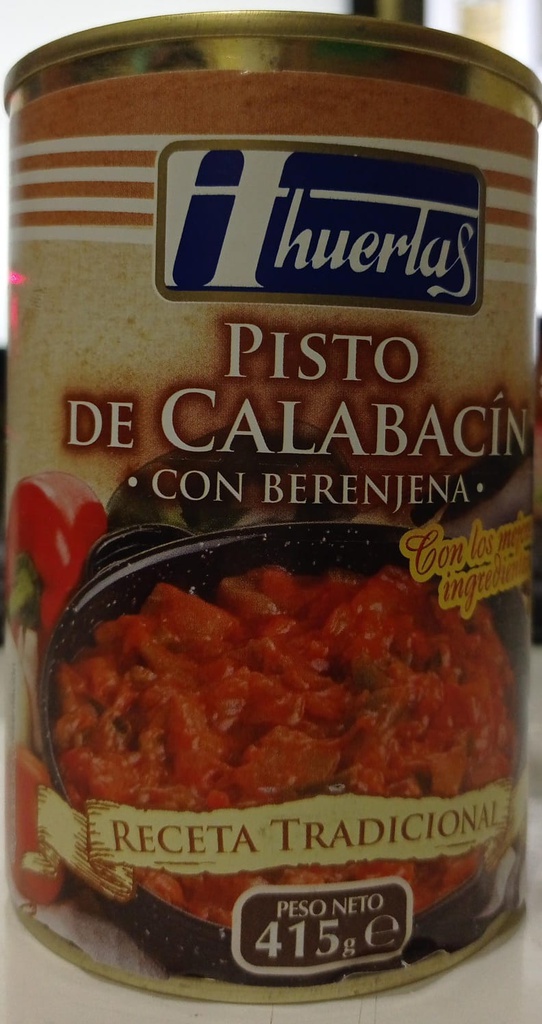 huertas
PISTO
DE CALABACÍN
· CON BERENJENA ·
Con los
RECETA TRADICIONAL
PESO NETO
415g e